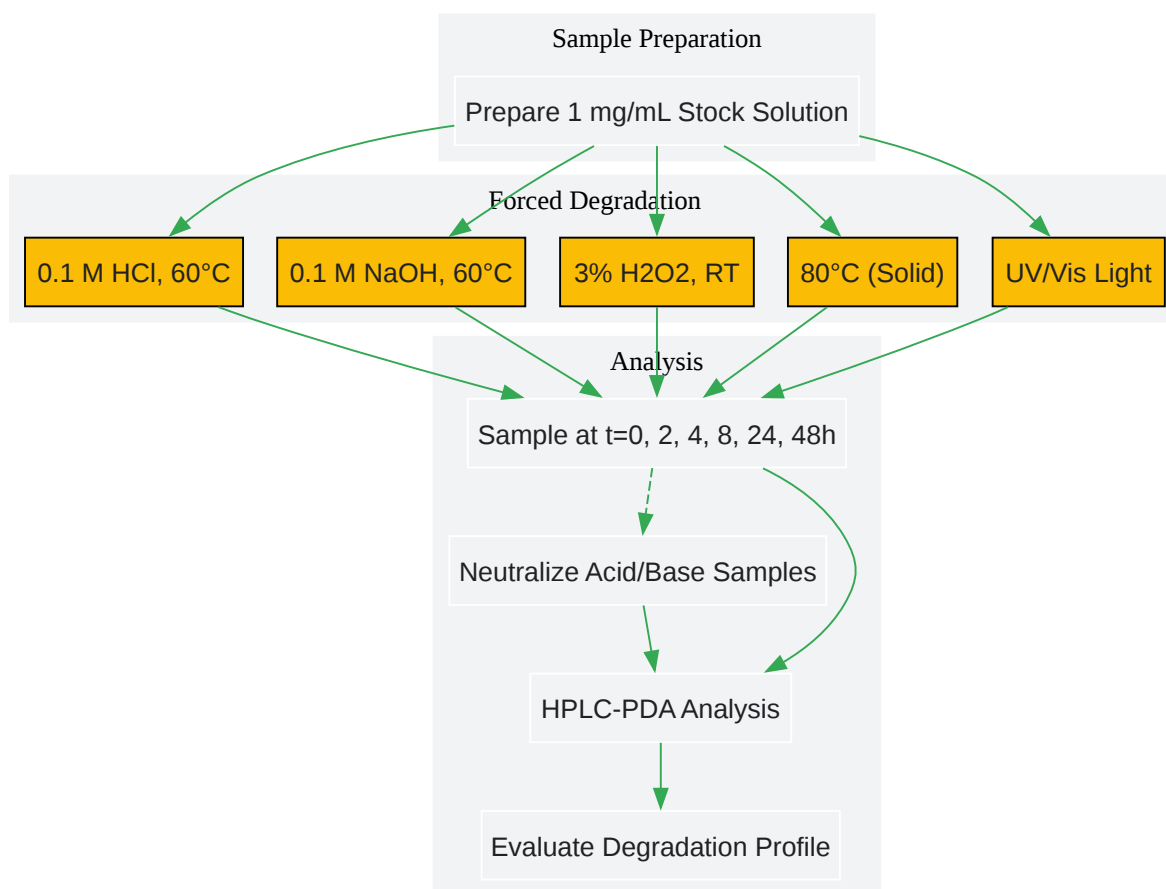 Sample Preparation
Prepare 1 mg/mL Stock Solution
Forced Degradation
0.1 M HCl, 60°C
0.1 M NaOH, 60°C
3% H2O2, RT
80°C (Solid)
UV/Vis Light
Analysis
Sample at t=0, 2, 4, 8, 24, 48h
Neutralize Acid/Base Samples
HPLC-PDA Analysis
Evaluate Degradation Profile